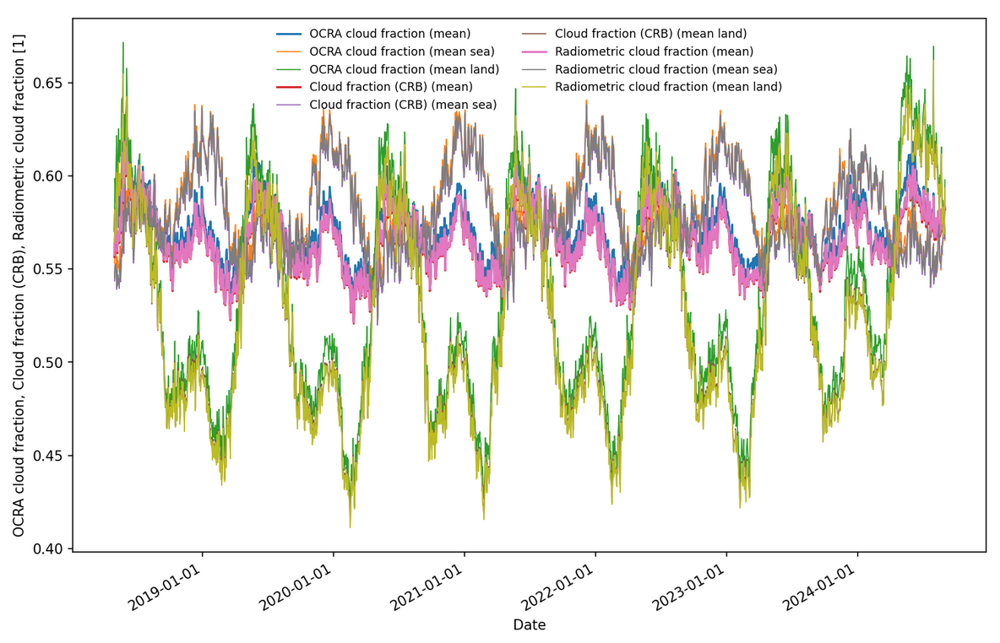 OCRA cloud fraction, Cloud fraction (CRB), Radiometric cloud fraction [1]
OCRA cloud fraction (mean)
OCRA cloud fraction (mean sea)
OCRA cloud fraction (mean land)
Cloud fraction (CRB) (mean)
Cloud fraction (CRB) (mean sea)
Cloud fraction (CRB) (mean land)
Radiometric cloud fraction (mean)
Radiometric cloud fraction (mean sea)
Radiometric cloud fraction (mean land)
0.65
0.60
0.55
0.50
0.45
0.40
2019-01-01
2020-01-01
2021-01-01
2022-01-01
2023-01-01
2024-01-01
Date